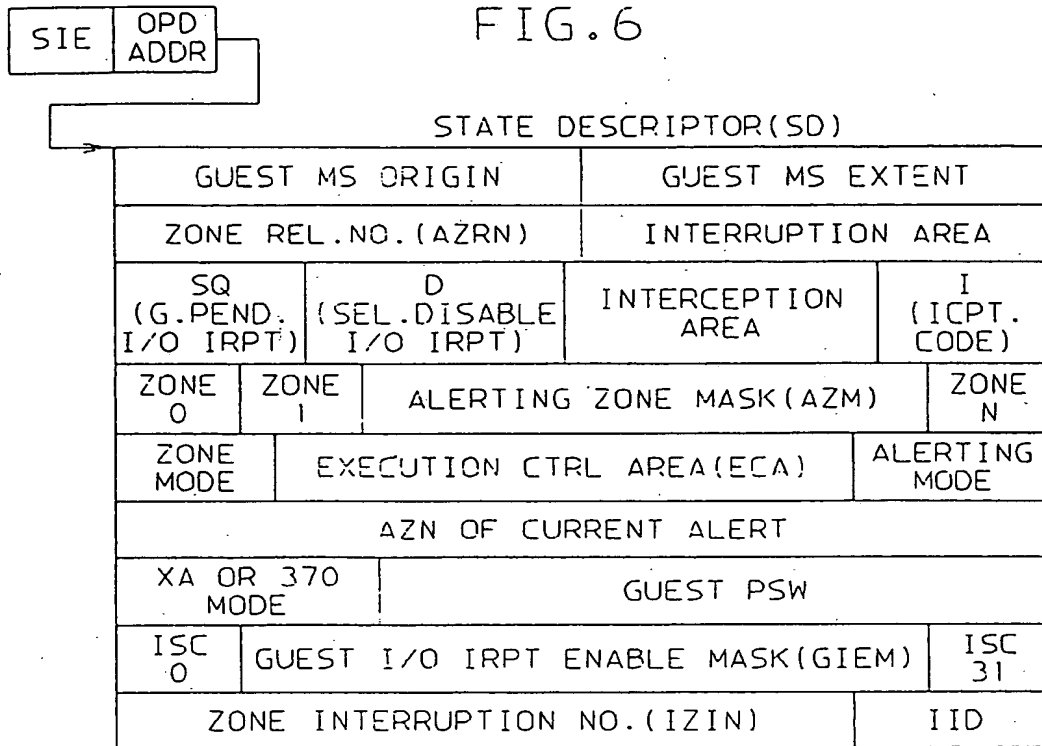 FIG.6
SIE
OPD
ADDR
STATE DESCRIPTOR(SD)
GUEST MS ORIGIN
GUEST MS EXTENT
ZONE REL.NO.(AZRN)
INTERRUPTION AREA
SQ
(G.PEND.
I/O IRPT)
D
(SEL.DISABLE
I/O IRPT)
INTERCEPTION
AREA
I
(ICPT.
CODE)
ZONE
0
ZONE
1
ALERTING ZONE MASK(AZM)
ZONE
N
ZONE
MODE
EXECUTION CTRL AREA(ECA)
ALERTING
MODE
AZN OF CURRENT ALERT
XA OR 370
MODE
GUEST PSW
ISC
0
GUEST I/O IRPT ENABLE MASK(GIEM)
ISC
31
ZONE INTERRUPTION NO.(IZIN)
IID